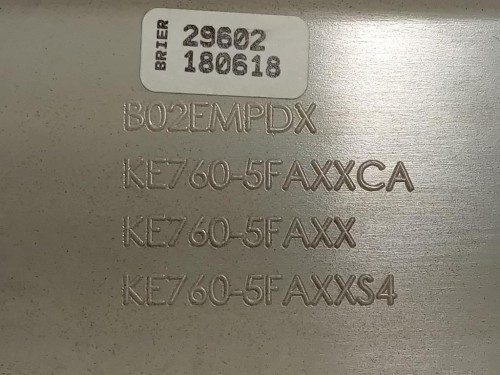 BRIER
29602
180618
B02EMPDX
KE760-5FAXXCA
KE760-5FAXX
KE760-5FAXXS4